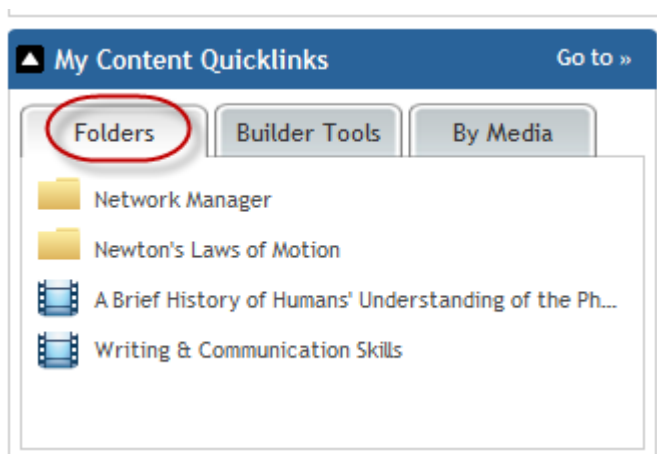 My Content Quicklinks Go to »
Folders Builder Tools By Media
Network Manager
Newton's Laws of Motion
A Brief History of Humans' Understanding of the Ph...
Writing & Communication Skills